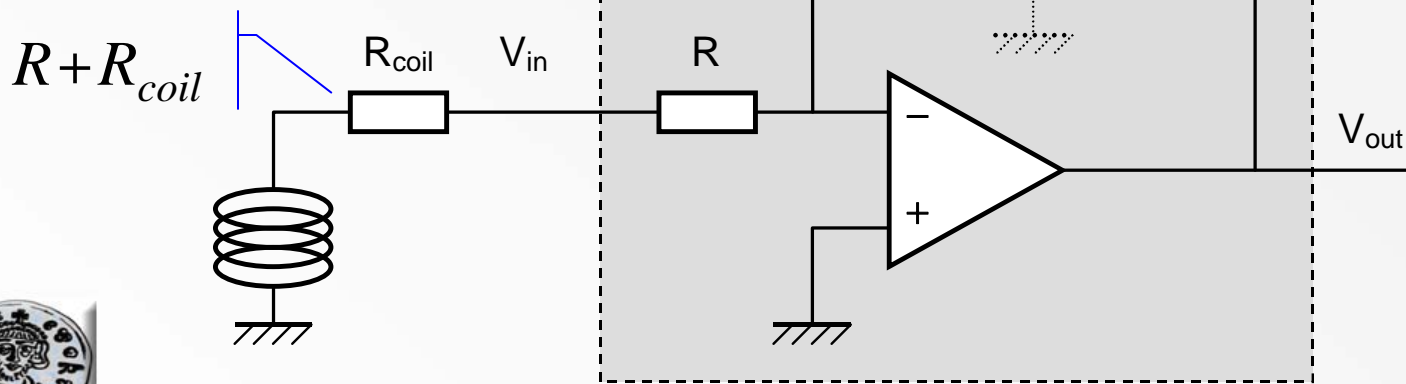 R+R_coil
R_coil
V_in
R
−
+
V_out